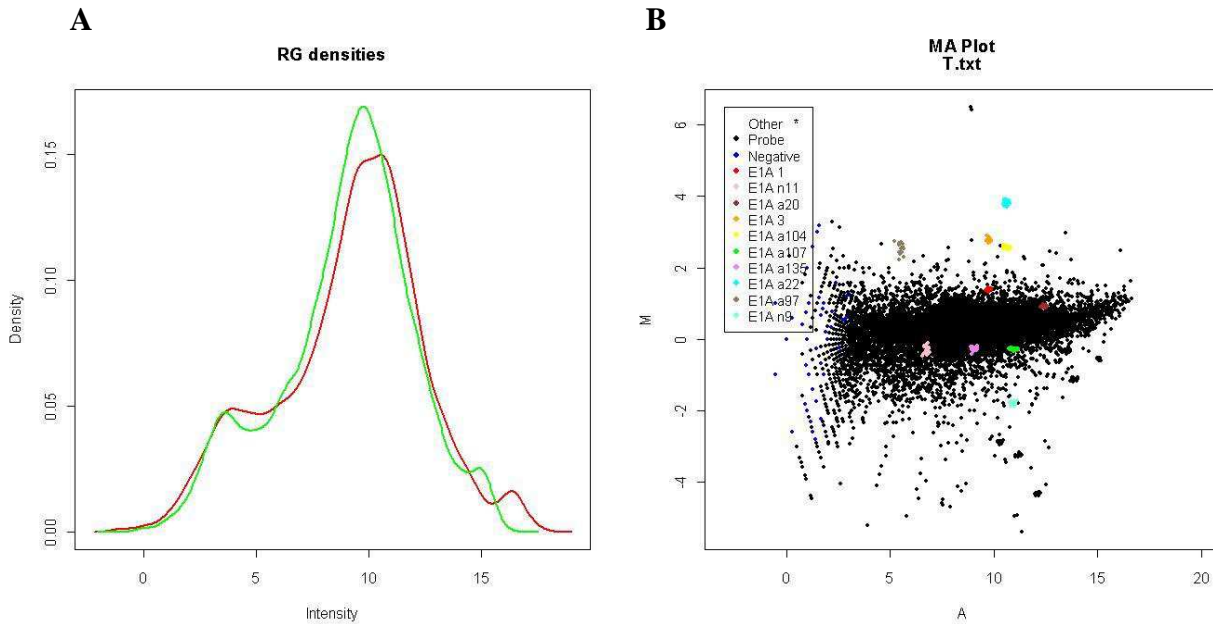 A
RG densities
Density
0.00
0.05
0.10
0.15
0
5
10
15
Intensity
B
MA Plot
T.txt
M
6
4
2
0
-2
-4
Other *
Probe
Negative
E1A 1
E1A n11
E1A a20
E1A 3
E1A a104
E1A a107
E1A a135
E1A a22
E1A a97
E1A n9
0
5
10
15
20
A